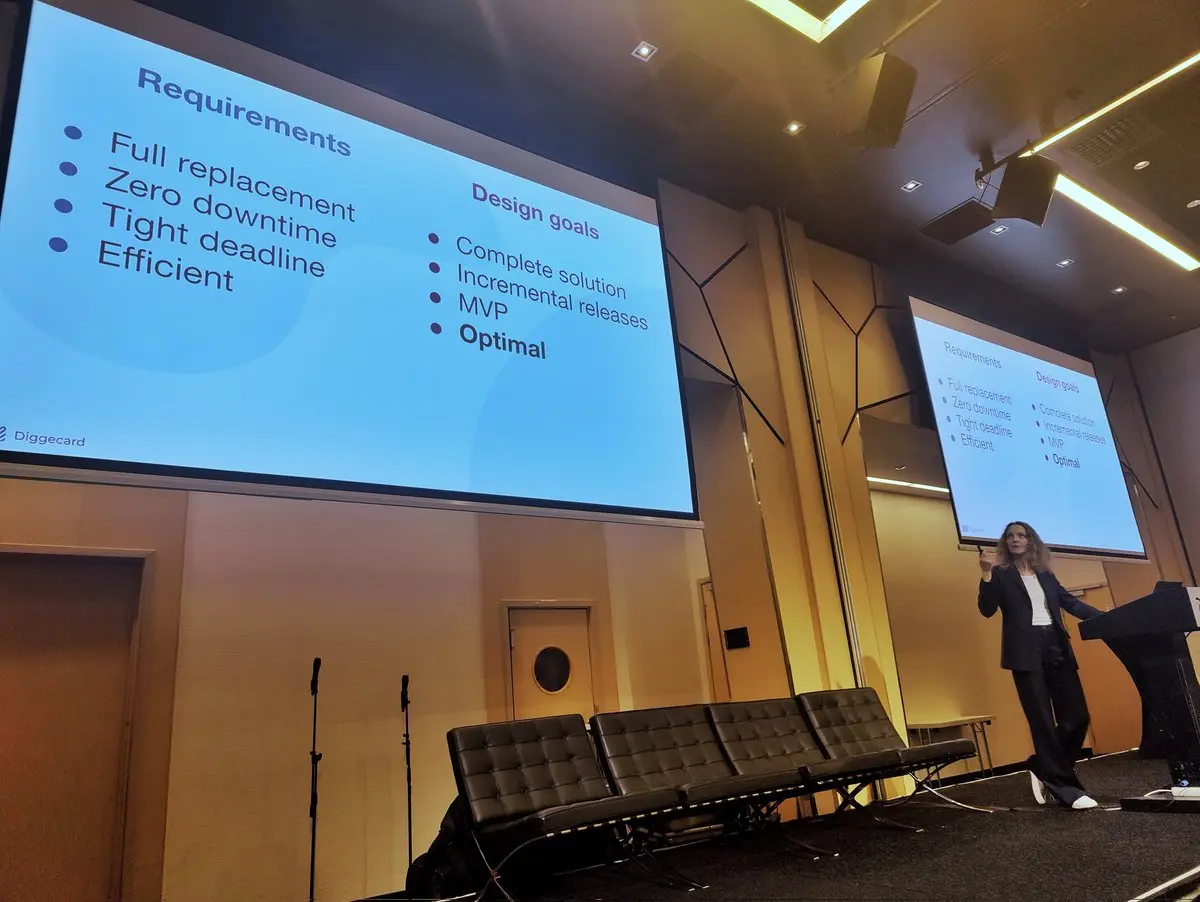 Requirements
Full replacement
Zero downtime
Tight deadline
Efficient
Design goals
Complete solution
Incremental releases
MVP
Optimal
Diggecard
Requirements
Full replacement
Zero downtime
Tight deadline
Efficient
Design goals
Complete solution
Incremental releases
MVP
Optimal